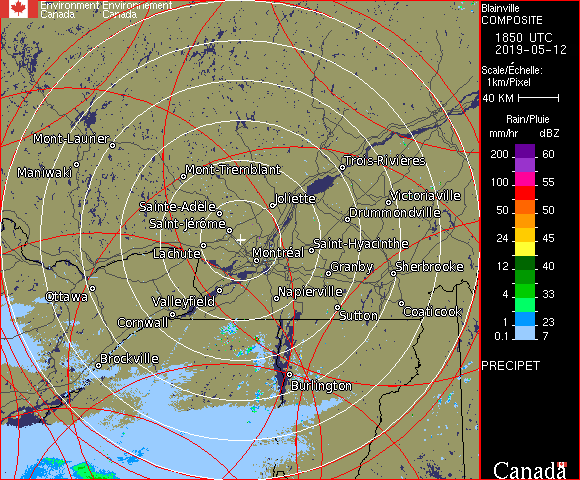 Environment Environnement
Canada Canada
Blainville
COMPOSITE
1850 UTC
2019-05-12
Scale/Échelle:
1km/Pixel
40 KM
Rain/Pluie
mm/hr dBZ
200 60
100 55
50 50
24 45
12 40
4 33
1 23
0.1 7
PRECIPET
Canada
Mont-Laurier
Maniwaki
Mont-Tremblant
Trois-Rivières
Joliette
Victoriaville
Sainte-Adèle
Drummondville
Saint-Jérôme
Lachute
Montréal
Saint-Hyacinthe
Granby
Sherbrooke
Ottawa
Valleyfield
Napierville
Cornwall
Sutton
Coaticook
Brockville
Burlington